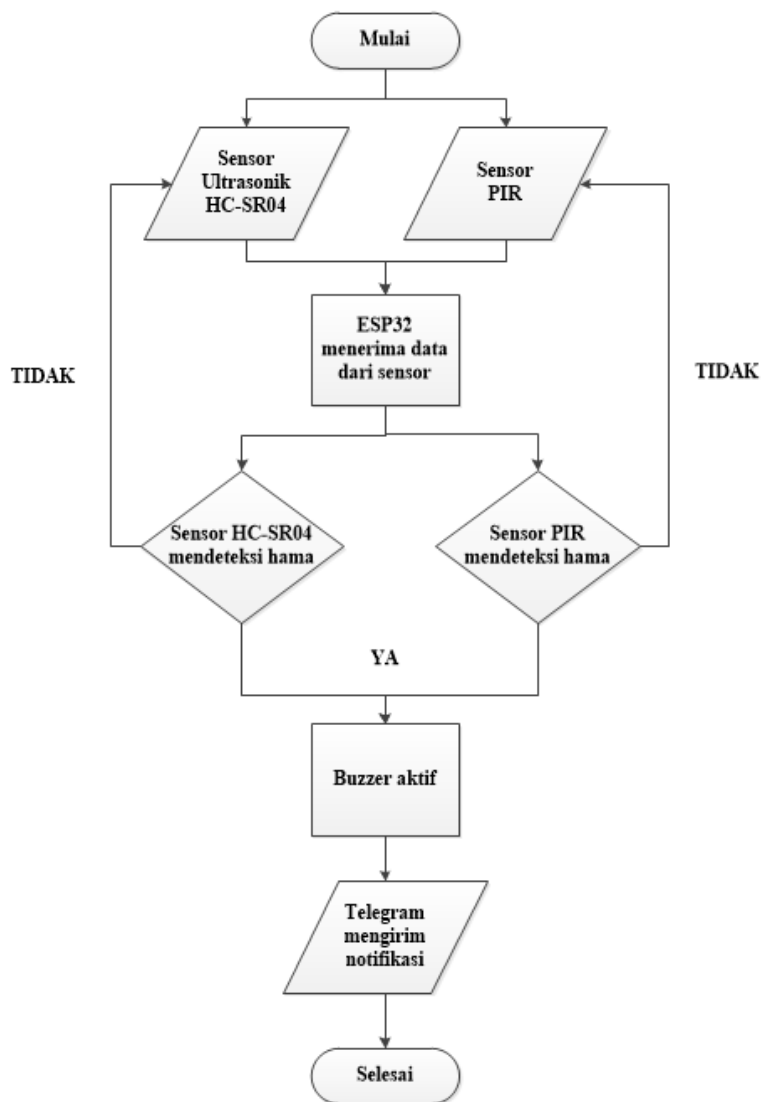 Mulai
Sensor
Ultrasonik
HC-SR04
Sensor
PIR
ESP32
menerima data
dari sensor
TIDAK
TIDAK
Sensor HC-SR04
mendeteksi hama
Sensor PIR
mendeteksi hama
YA
Buzzer aktif
Telegram
mengirim
notifikasi
Selesai